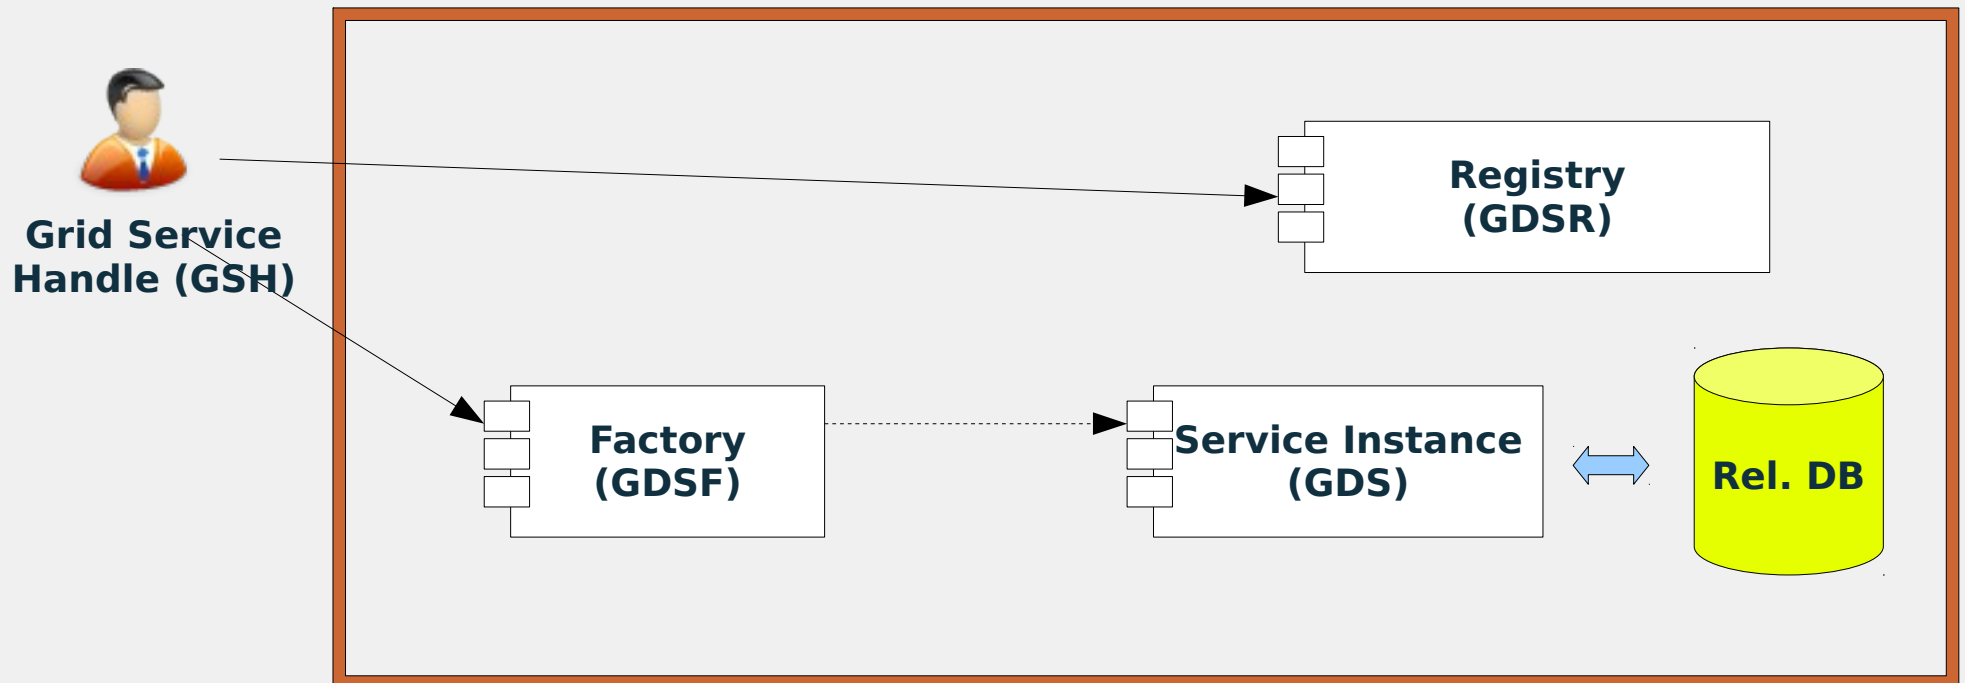 Grid Service
Handle (GSH)
Registry
(GDSR)
Factory
(GDSF)
Service Instance
(GDS)
Rel. DB